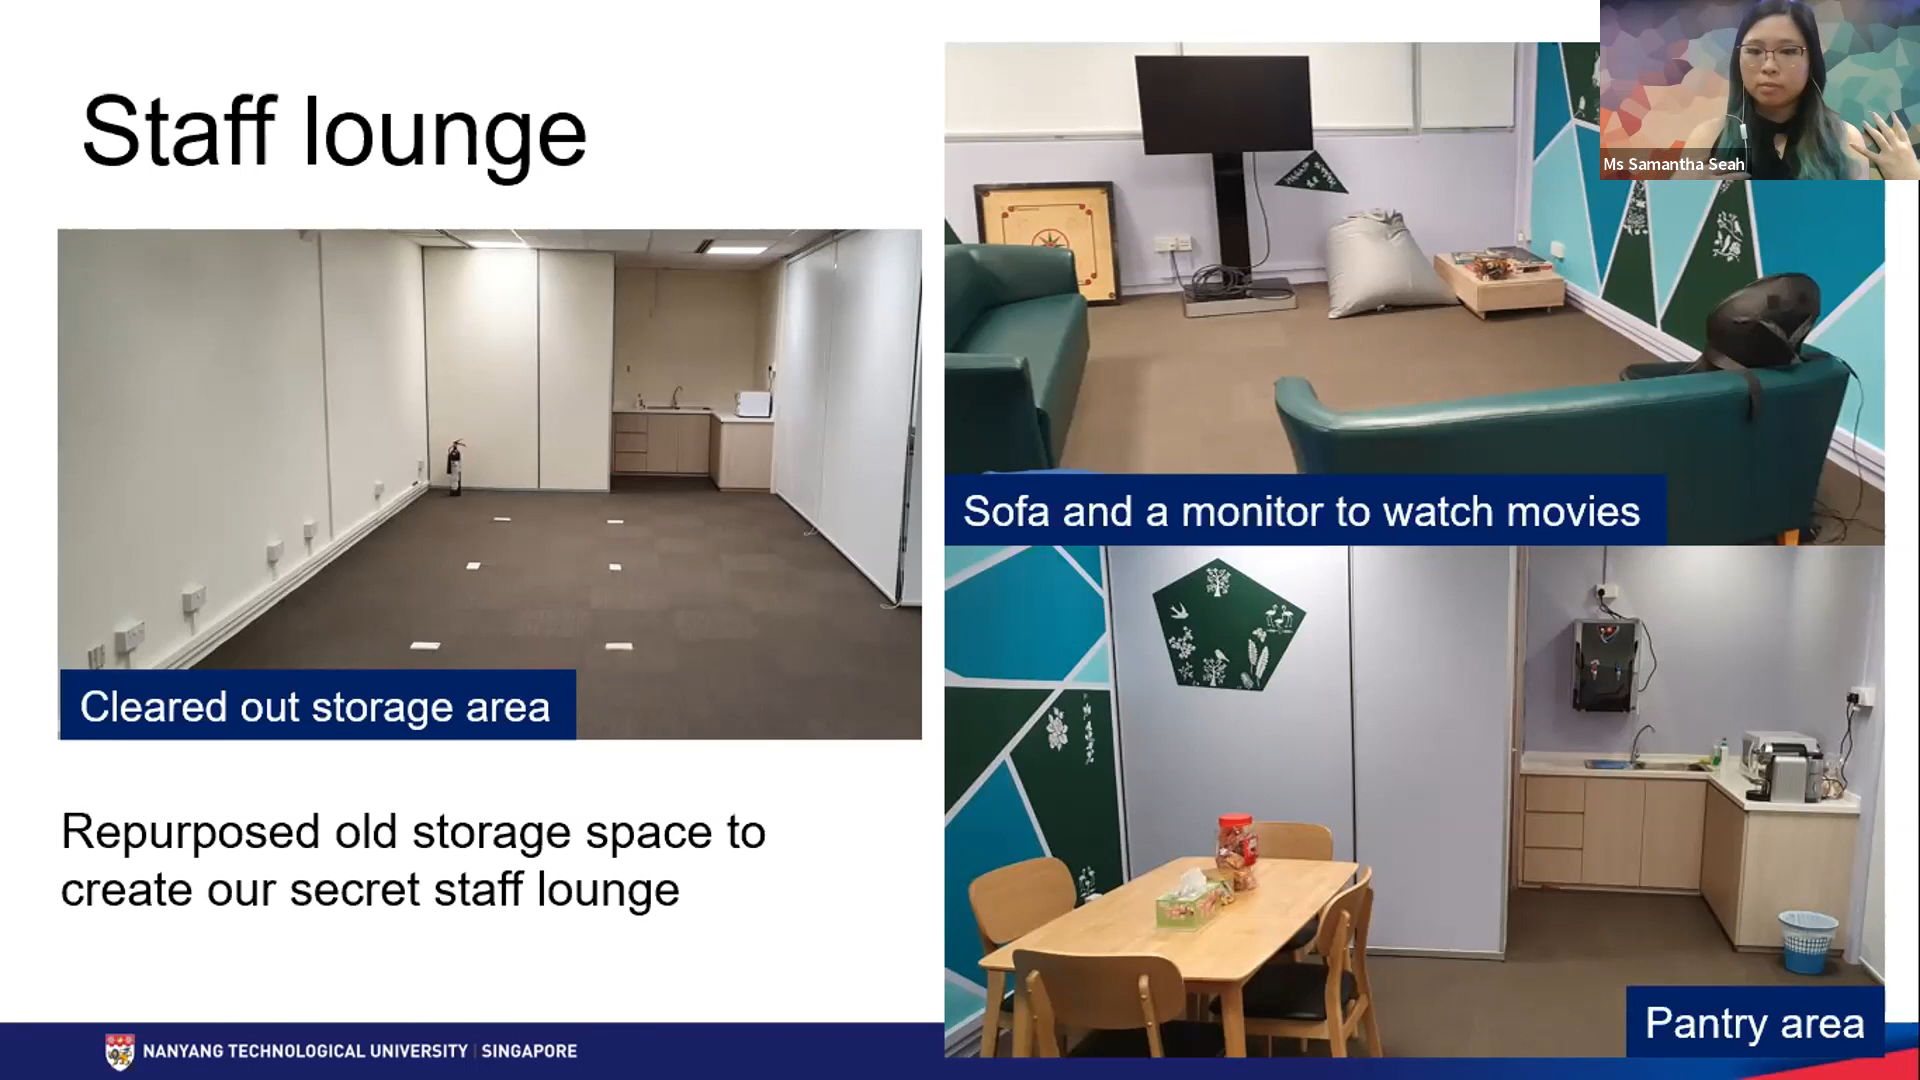 Staff lounge
Ms Samantha Seah
Sofa and a monitor to watch movies
Cleared out storage area
Repurposed old storage space to
create our secret staff lounge
Pantry area
NANYANG TECHNOLOGICAL UNIVERSITY | SINGAPORE